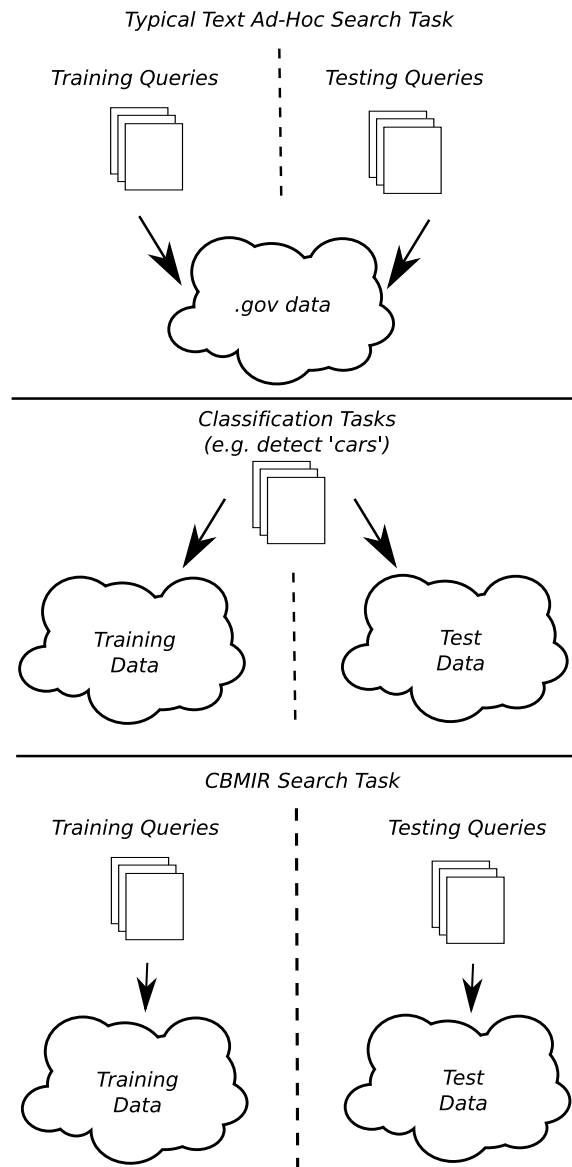 Typical Text Ad-Hoc Search Task
Training Queries
Testing Queries
.gov data
Classification Tasks
(e.g. detect 'cars')
Training
Data
Test
Data
CBMIR Search Task
Training Queries
Testing Queries
Training
Data
Test
Data